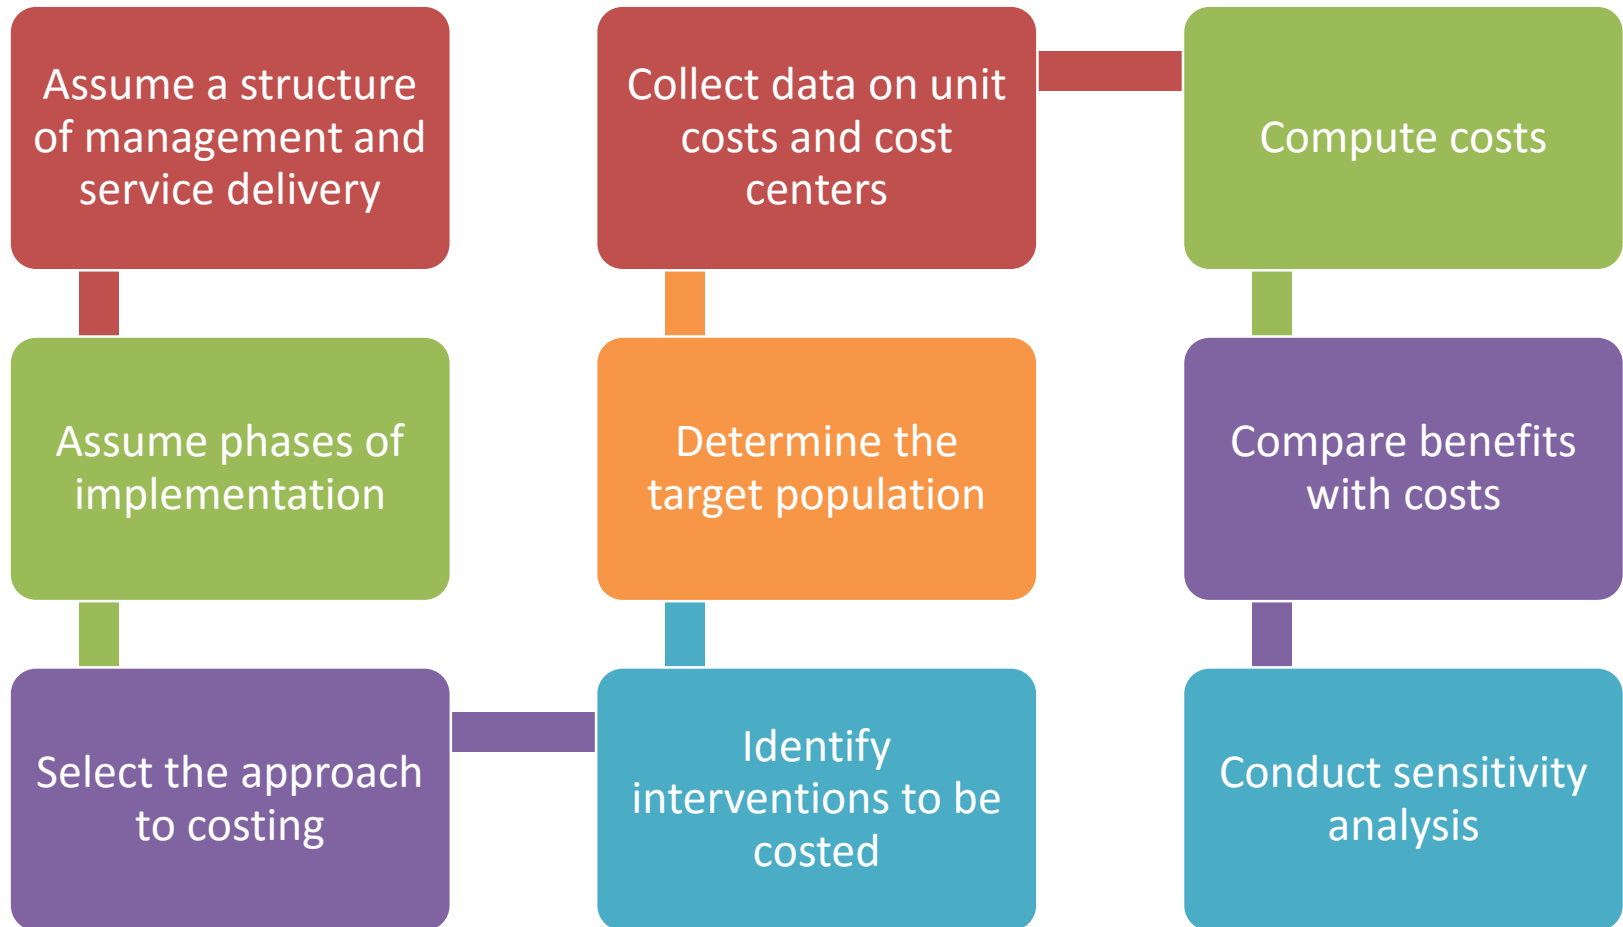 Assume a structure
of management and
service delivery
Assume phases of
implementation
Select the approach
to costing
Identify
interventions to be
costed
Determine the
target population
Collect data on unit
costs and cost
centers
Compute costs
Compare benefits
with costs
Conduct sensitivity
analysis